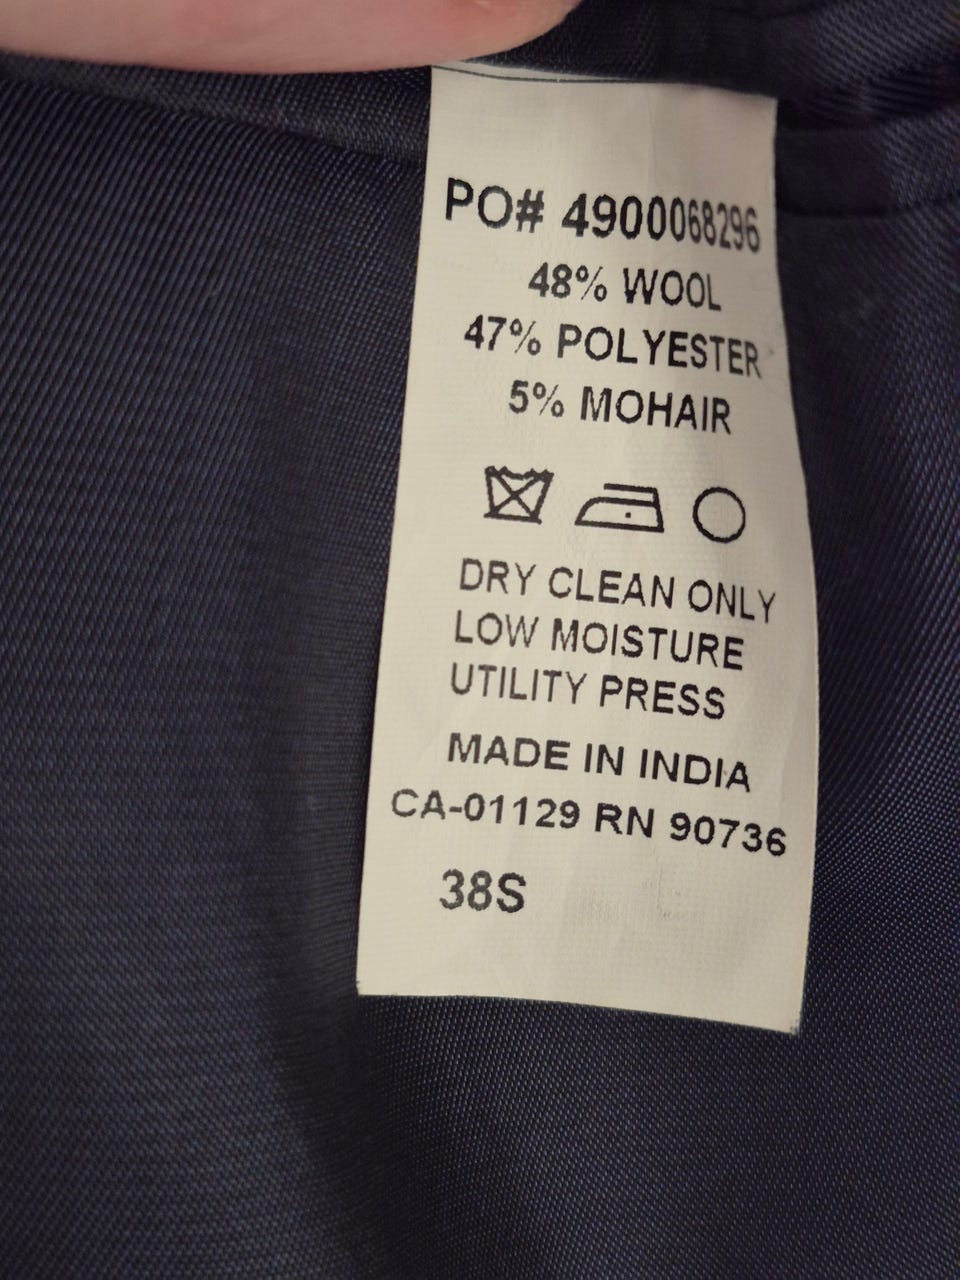 PO# 4900068296
48% WOOL
47% POLYESTER
5% MOHAIR
DRY CLEAN ONLY
LOW MOISTURE
UTILITY PRESS
MADE IN INDIA
CA-01129 RN 90736
38S